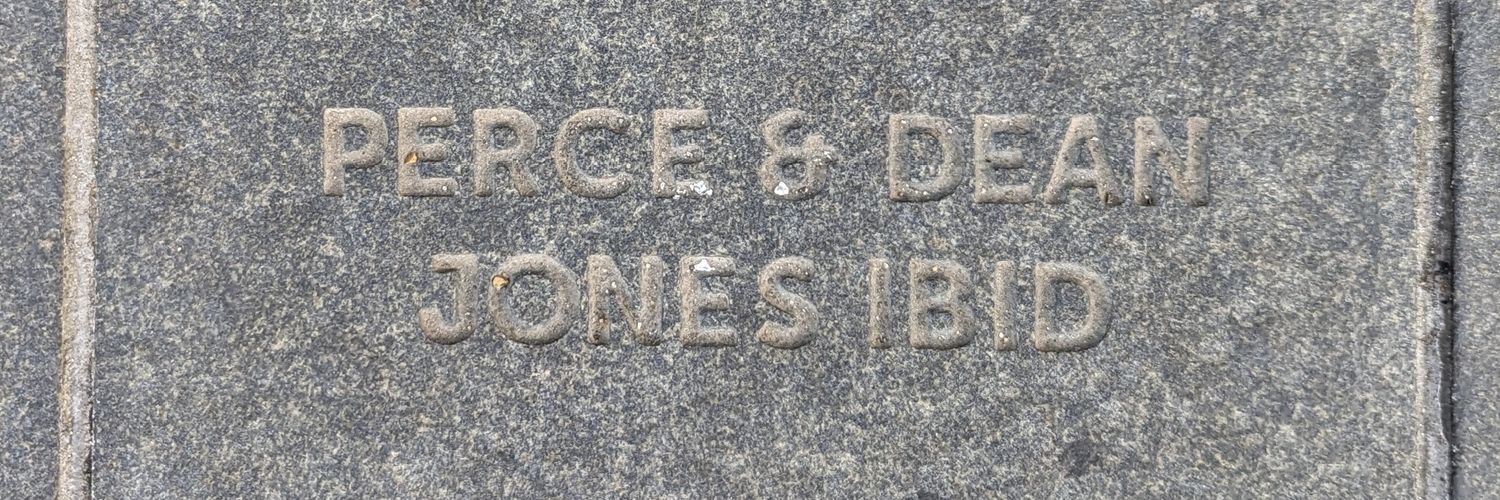 PERCE & DEAN
JONES IBID